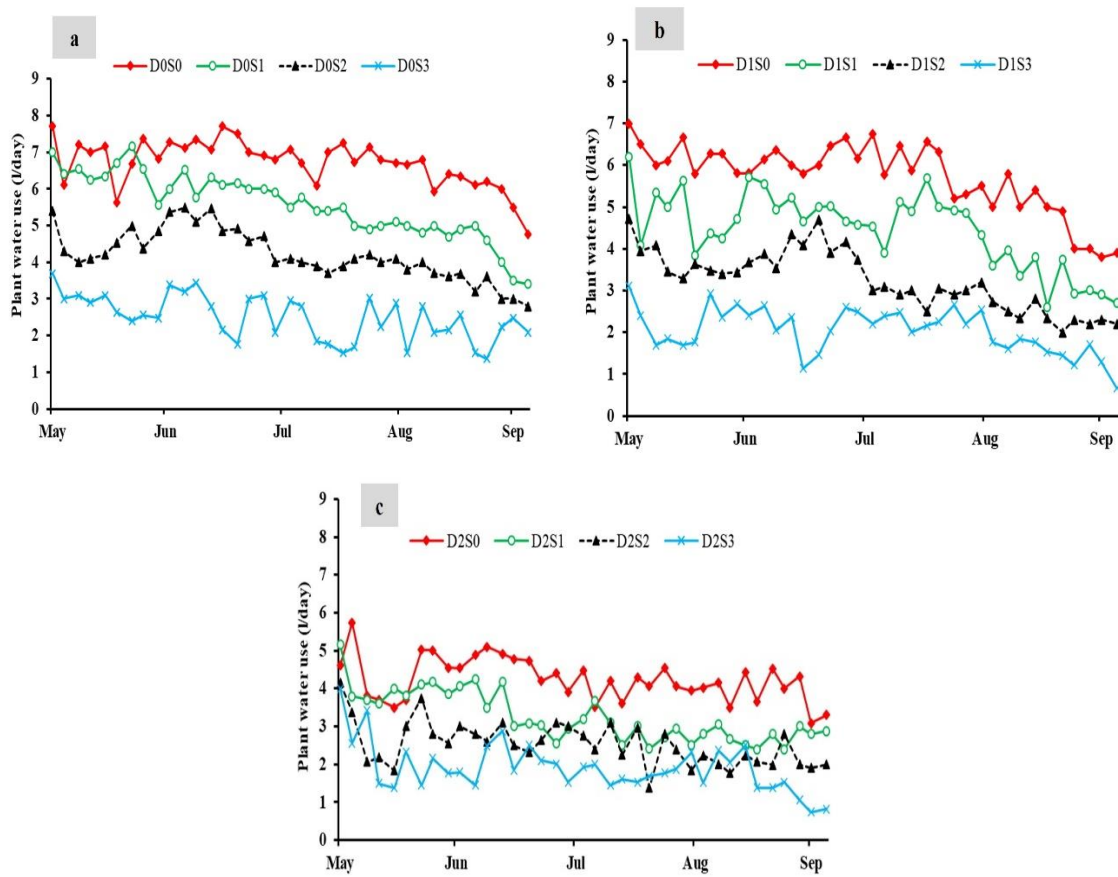 a
D0S0 D0S1 D0S2 D0S3
9
8
7
6
5
4
3
2
1
0
Plant water use (l/day)
May Jun Jul Aug Sep
b
D1S0 D1S1 D1S2 D1S3
9
8
7
6
5
4
3
2
1
0
Plant water use (l/day)
May Jun Jul Aug Sep
c
D2S0 D2S1 D2S2 D2S3
9
8
7
6
5
4
3
2
1
0
Plant water use (l/day)
May Jun Jul Aug Sep